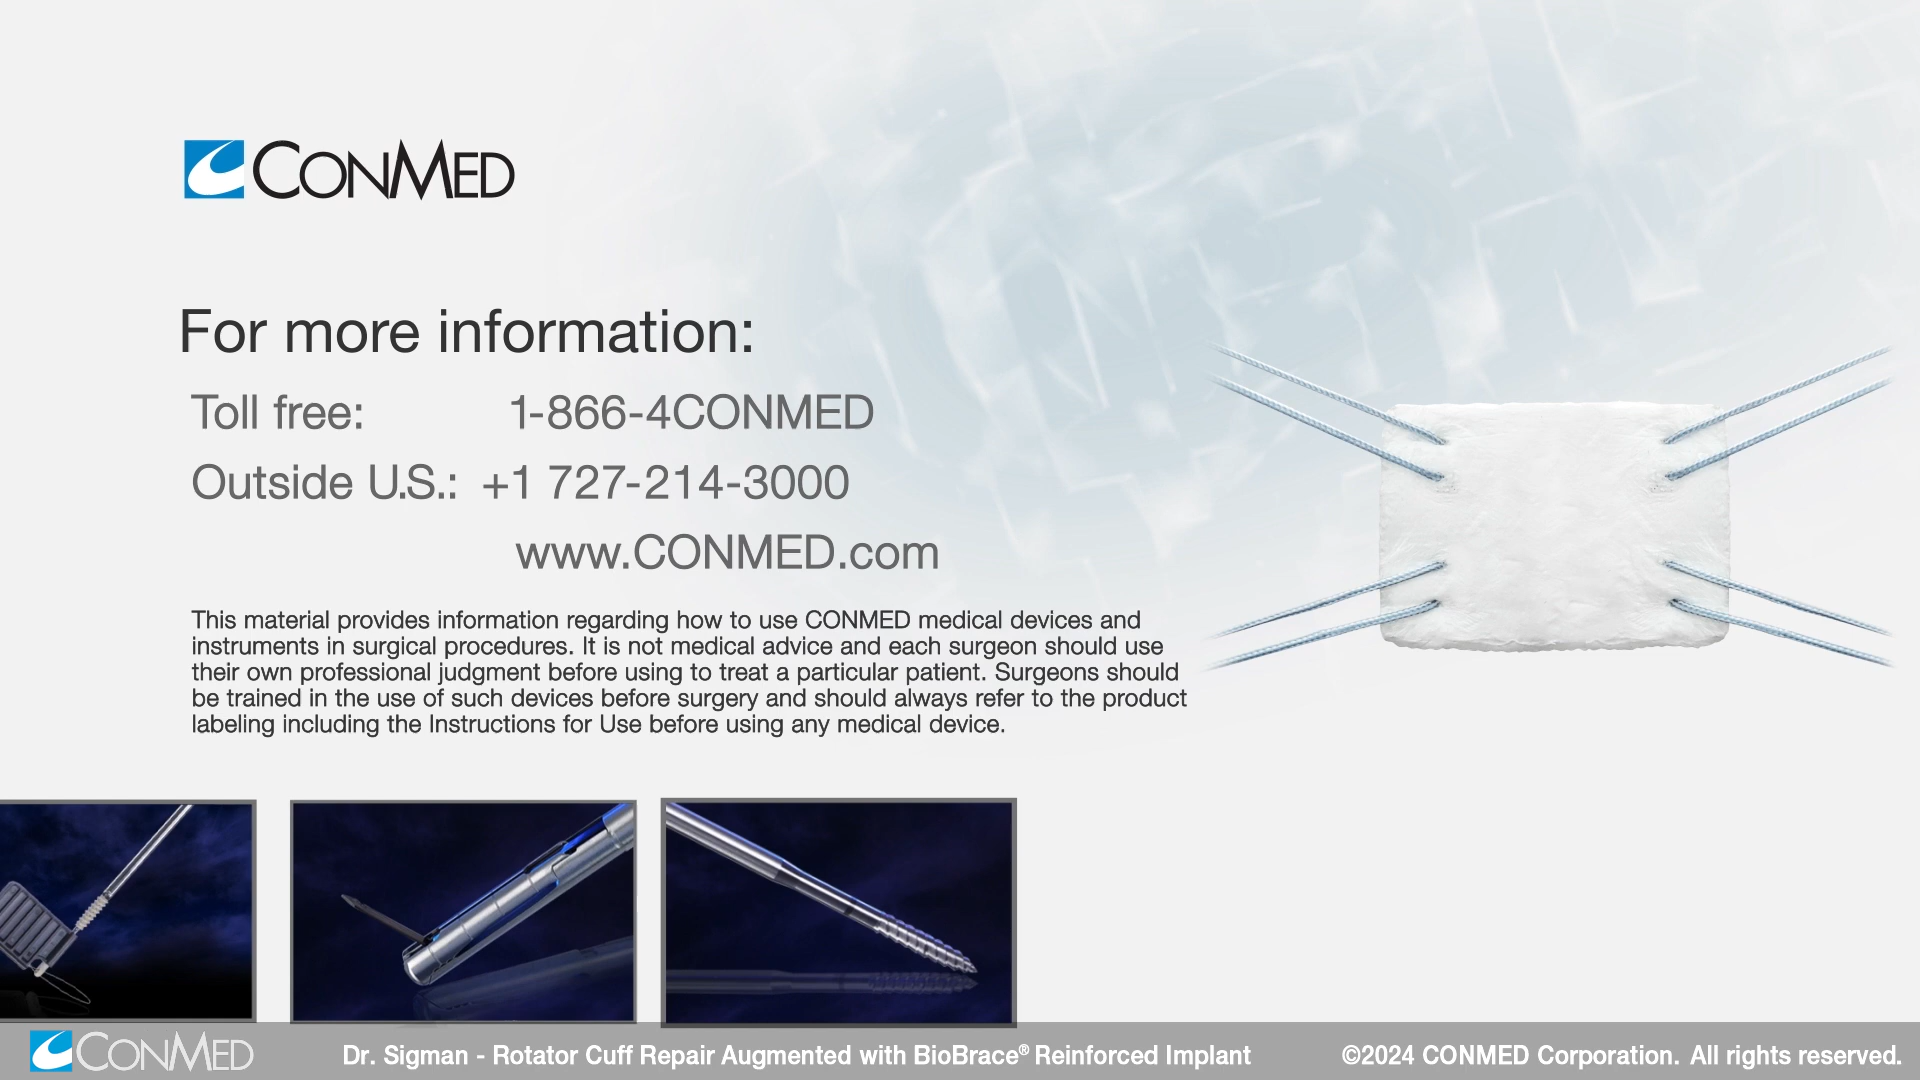 CONMED
For more information:
Toll free: 1-866-4CONMED
Outside U.S.: +1 727-214-3000
www.CONMED.com
This material provides information regarding how to use CONMED medical devices and
instruments in surgical procedures. It is not medical advice and each surgeon should use
their own professional judgment before using to treat a particular patient. Surgeons should
be trained in the use of such devices before surgery and should always refer to the product
labeling including the Instructions for Use before using any medical device.
CONMED Dr. Sigman - Rotator Cuff Repair Augmented with BioBrace® Reinforced Implant ©2024 CONMED Corporation. All rights reserved.